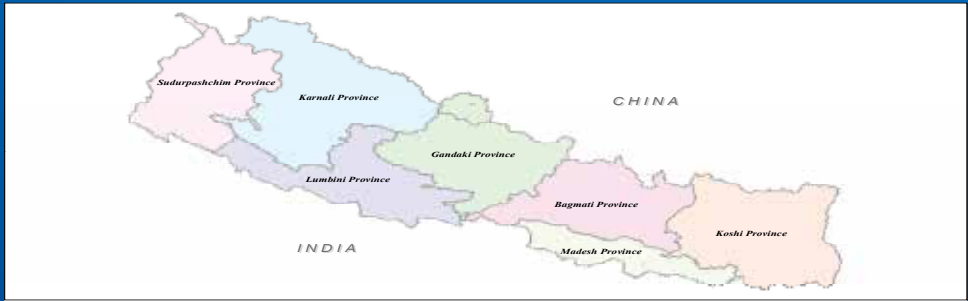 Sudurpashchim Province
Karnali Province
CHINA
Gandaki Province
Lumbini Province
Bagmati Province
Koshi Province
INDIA
Madesh Province